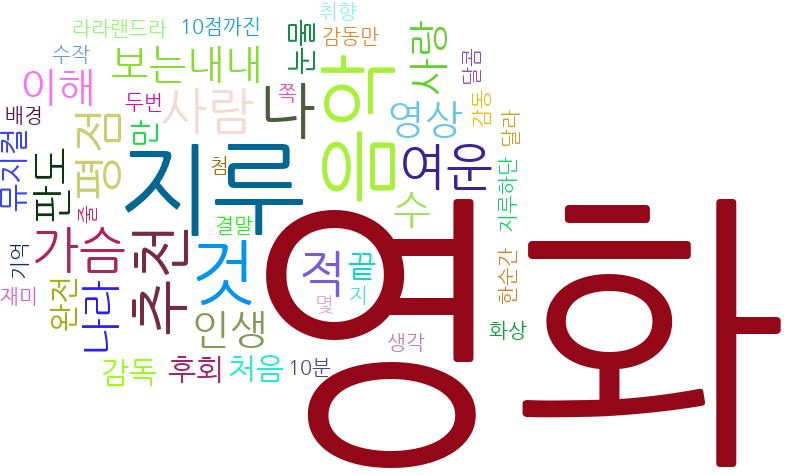 취향
라라랜드라
10점까진
감동만
수작
보는내내
눈물
사랑
달콤
이해
두번
사람
쪽
나
음악
배경
만
영상
감동
달라
뮤지컬
판도
평점
지루
첨
여운
졸
결말
수
지루하단
기억
가슴
추천
것
적
끝
영화
한순간
재미
완전
나라
인생
몇
지
화상
생각
감독
후회
처음
10분